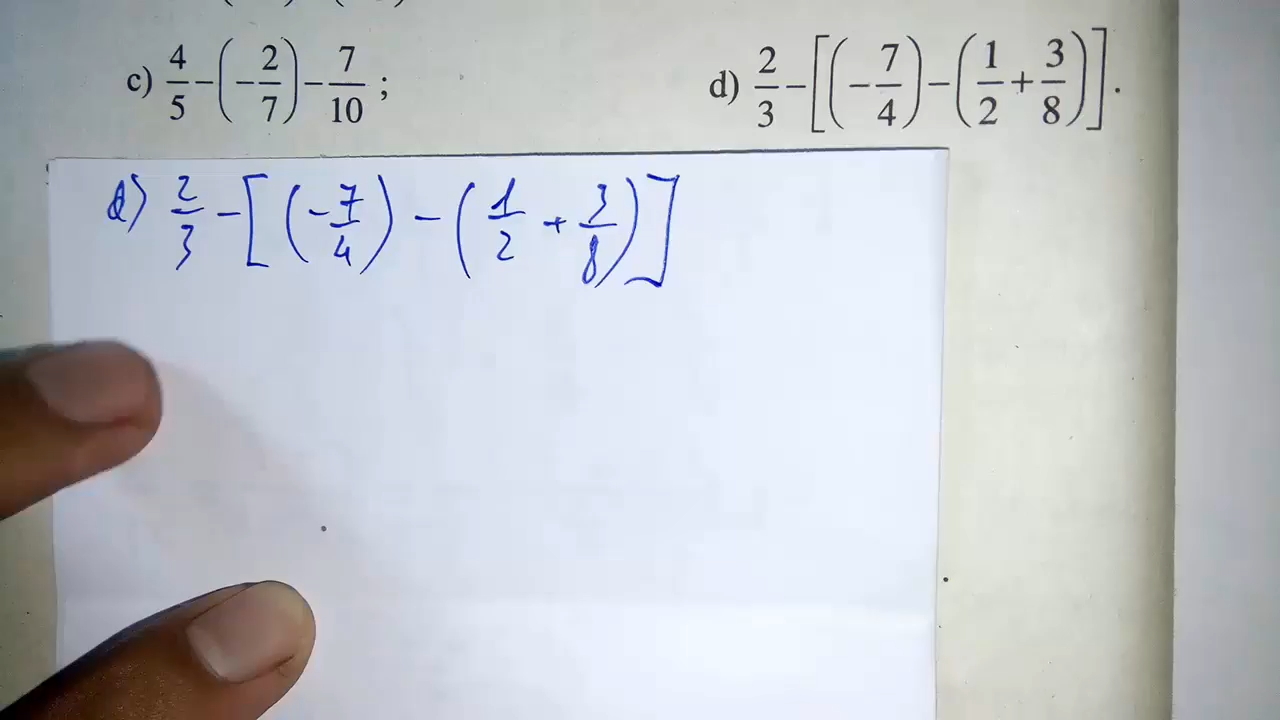 c) 4/5 − (− 2/7) − 7/10 ;
d) 2/3 − [(− 7/4) − (1/2 + 3/8)].
d) 2/3 − [(− 7/4) − (1/2 + 3/8)]